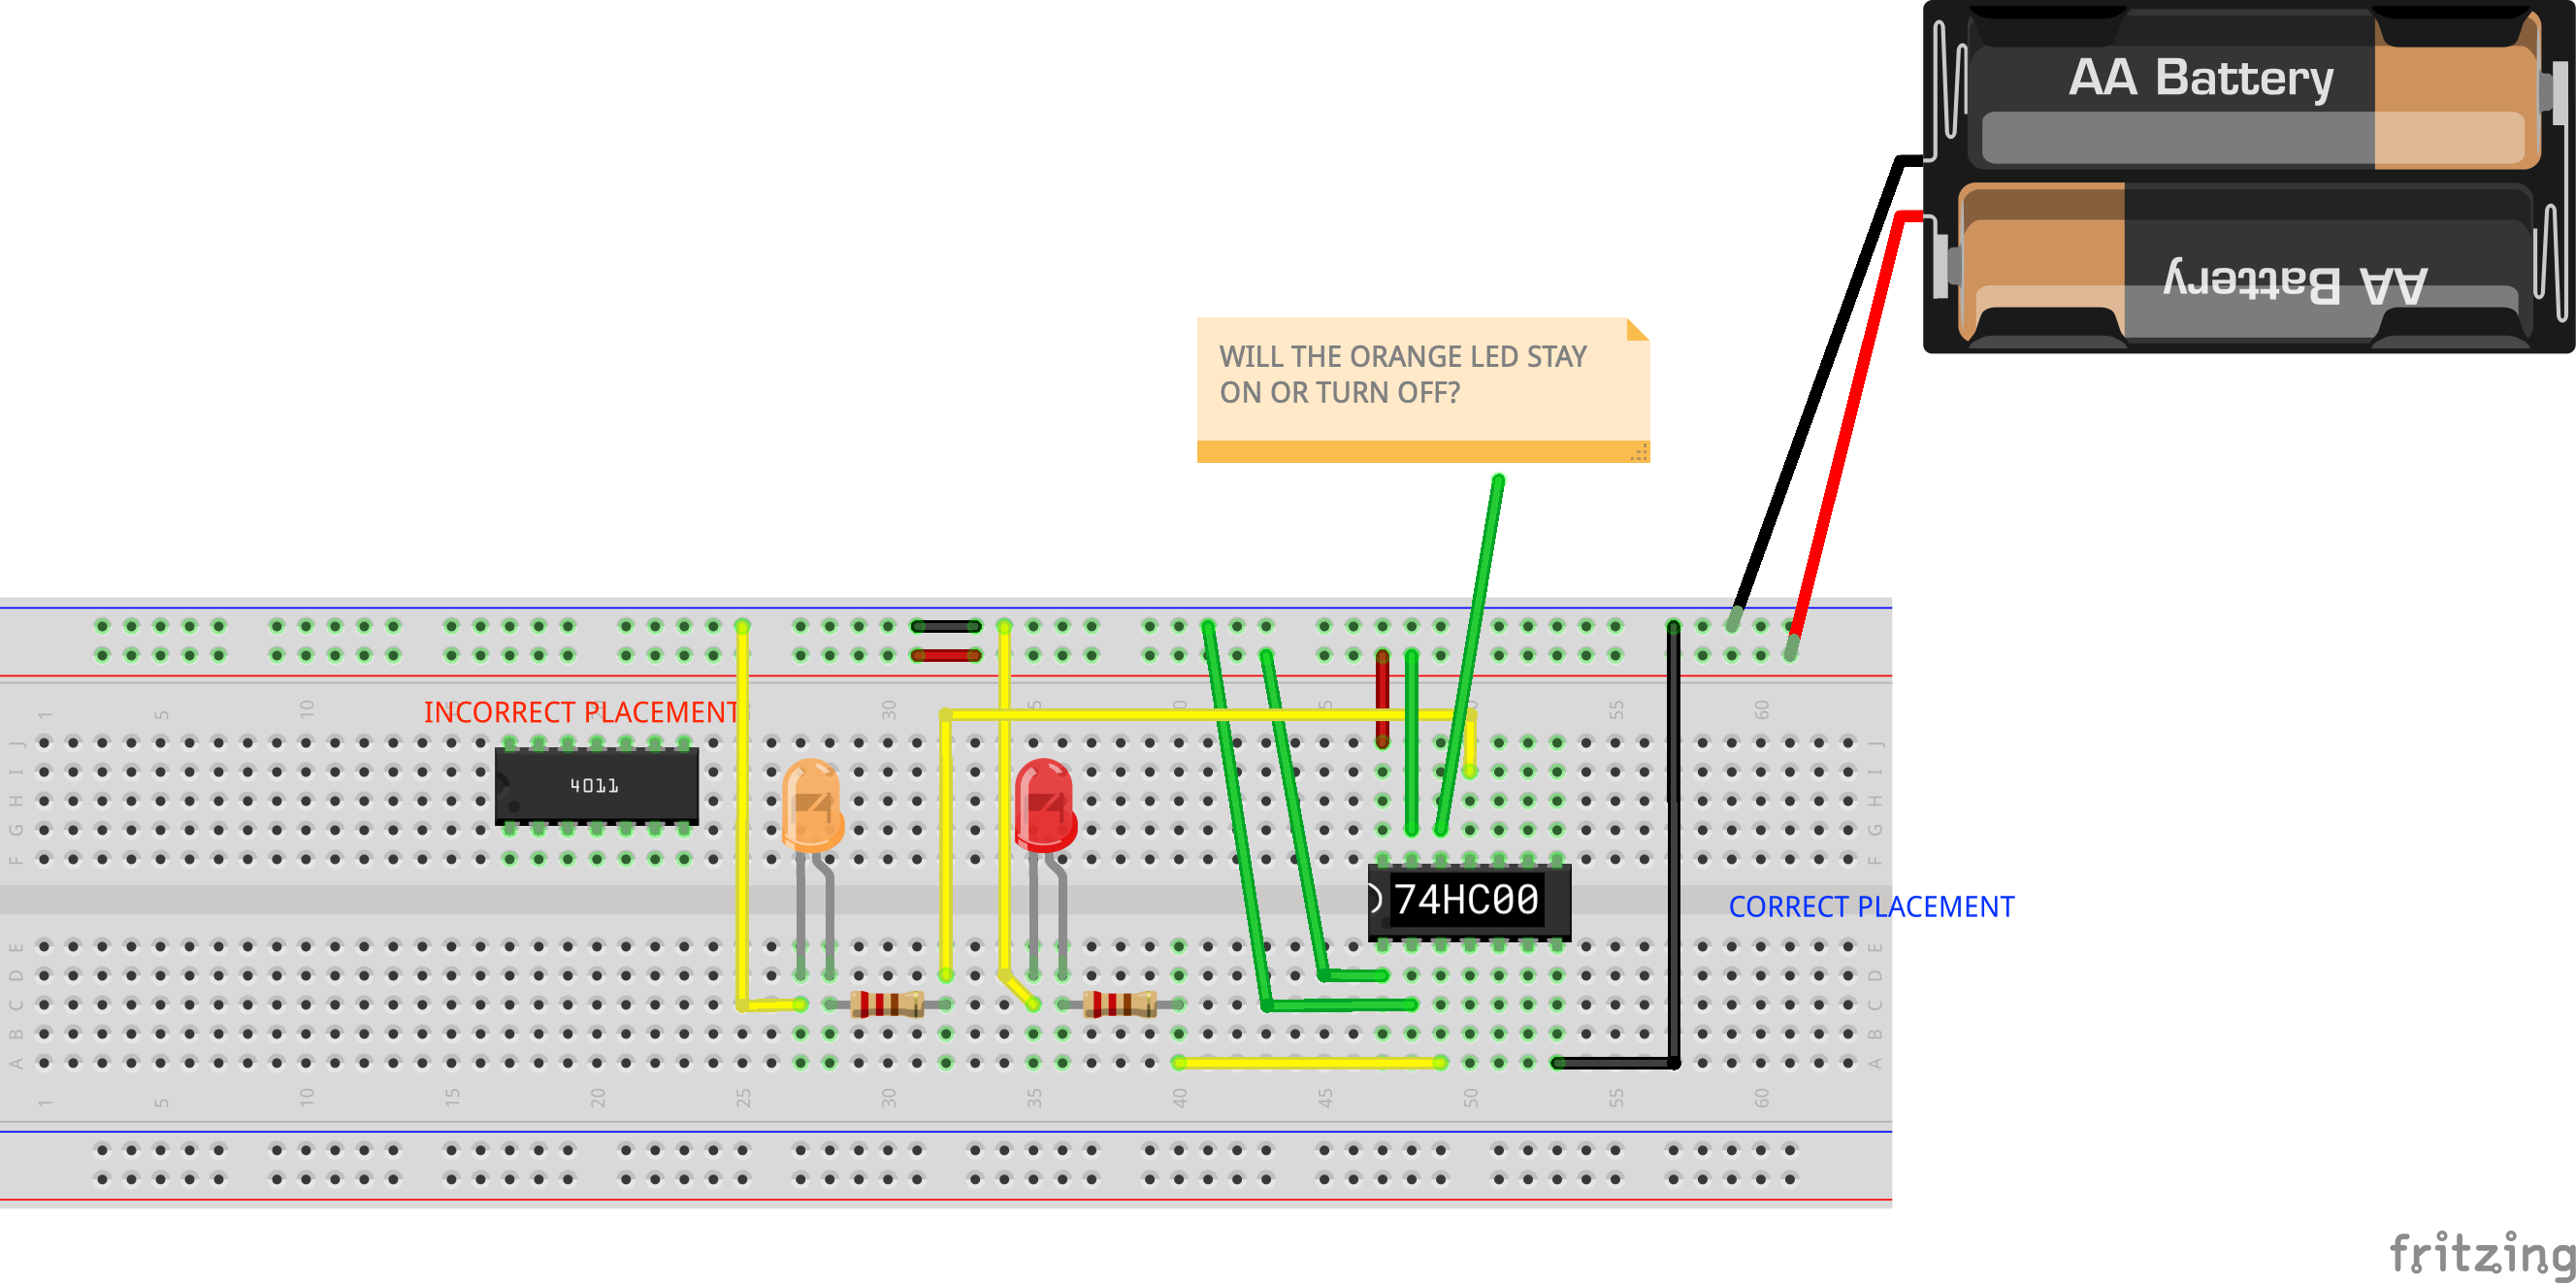 AA Battery
AA Battery
WILL THE ORANGE LED STAY
ON OR TURN OFF?
INCORRECT PLACEMENT
1 5 10 30 55 60
J J
I I
H H
G G
F F
4011
74HC00
CORRECT PLACEMENT
E E
D D
C C
B B
A A
1 5 10 15 20 25 30 35 40 45 50 55 60
fritzing